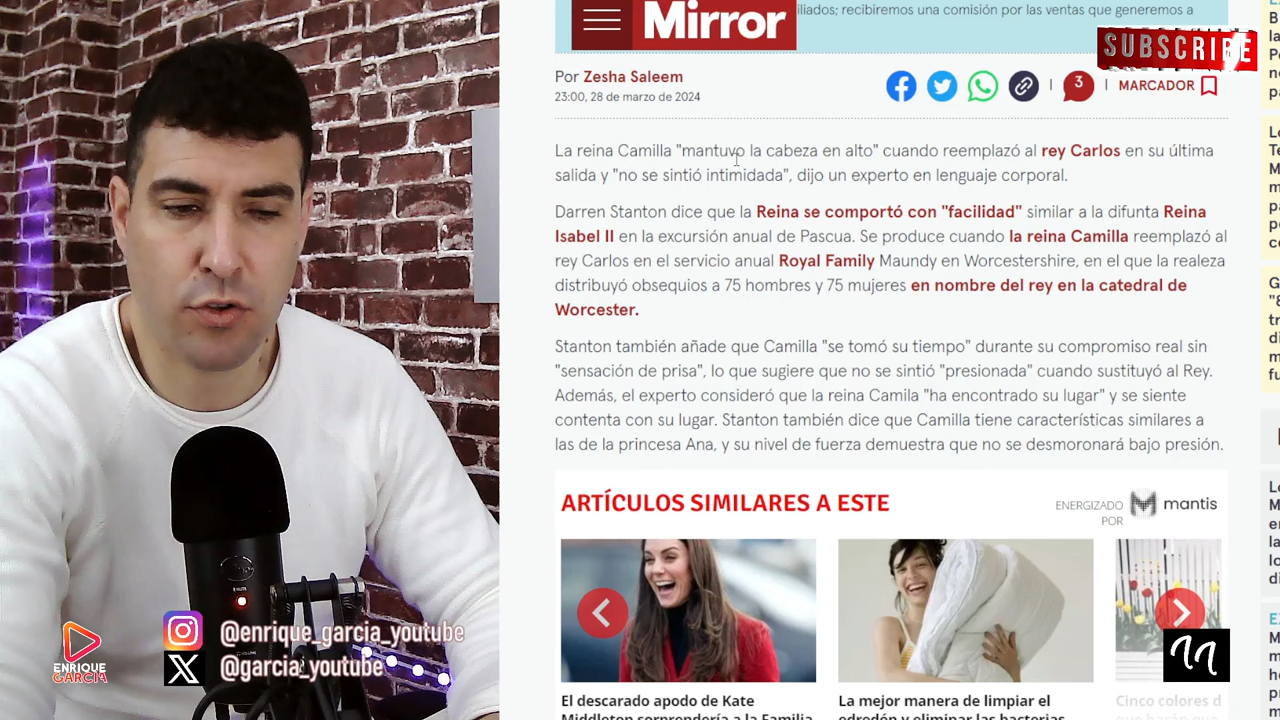 iliados; recibiremos una comisión por las ventas que generemos a
Mirror
SUBSCRIBE
Por Zesha Saleem
23:00, 28 de marzo de 2024
3
MARCADOR
La reina Camilla "mantuvo la cabeza en alto" cuando reemplazó al rey Carlos en su última
salida y "no se sintió intimidada", dijo un experto en lenguaje corporal.
Darren Stanton dice que la Reina se comportó con "facilidad" similar a la difunta Reina
Isabel II en la excursión anual de Pascua. Se produce cuando la reina Camilla reemplazó al
rey Carlos en el servicio anual Royal Family Maundy en Worcestershire, en el que la realeza
distribuyó obsequios a 75 hombres y 75 mujeres en nombre del rey en la catedral de
Worcester.
Stanton también añade que Camilla "se tomó su tiempo" durante su compromiso real sin
"sensación de prisa", lo que sugiere que no se sintió "presionada" cuando sustituyó al Rey.
Además, el experto consideró que la reina Camila "ha encontrado su lugar" y se siente
contenta con su lugar. Stanton también dice que Camilla tiene características similares a
las de la princesa Ana, y su nivel de fuerza demuestra que no se desmoronará bajo presión.
ARTÍCULOS SIMILARES A ESTE
ENERGIZADO
POR
mantis
El descarado apodo de Kate
Middleton sorprendería a la Familia
La mejor manera de limpiar el
edredón y eliminar las bacterias
Cinco colores d
ENRIQUE
GARCIA
@enrique_garcia_youtube
@garcia_youtube